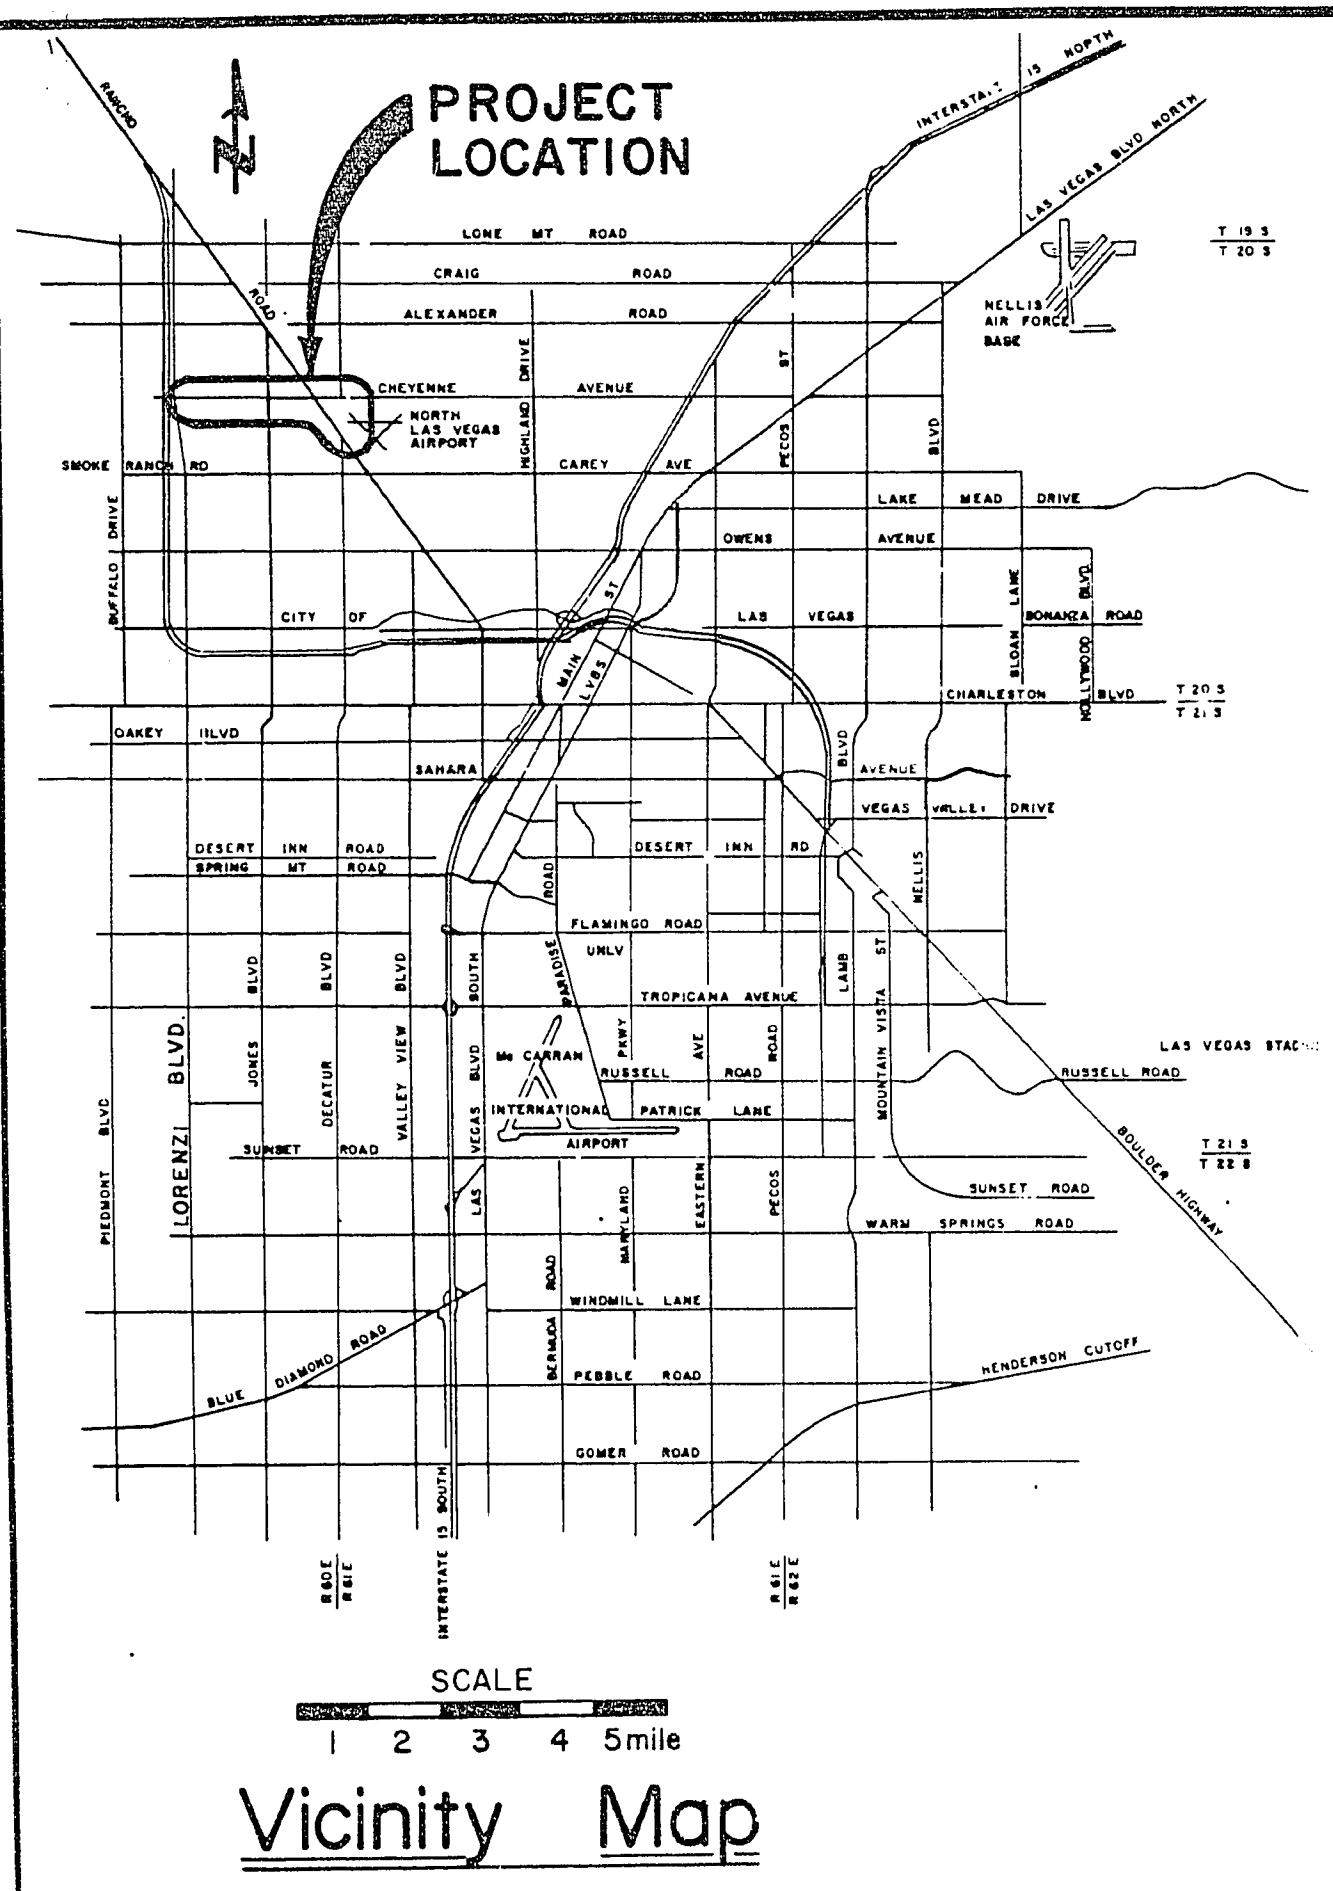 INTERSTATE 15 NORTH
RANCHO
PROJECT
LOCATION
N
LAS VEGAS BLVD NORTH
LONE MT ROAD
T 19 S
T 20 S
CRAIG ROAD
ROAD
NELLIS
AIR FORCE
BASE
ALEXANDER ROAD
HIGHLAND DRIVE
PECOS ST
CHEYENNE AVENUE
NORTH
LAS VEGAS
AIRPORT
BLVD
SMOKE RANCH RD
CAREY AVE
LAKE MEAD DRIVE
BUFFALO DRIVE
OWENS AVENUE
SLOAN LANE
HOLLYWOOD BLVD.
CITY OF LAS VEGAS
BONANZA ROAD
MAIN ST
LVBS
CHARLESTON BLVD
T 20 S
T 21 S
OAKEY BLVD
SAHARA AVENUE
BLVD
VEGAS VALLEY DRIVE
DESERT INN ROAD
DESERT INN RD
SPRING MT ROAD
NELLIS
ROAD
FLAMINGO ROAD
UNLV
PARADISE
JONES BLVD
DECATUR BLVD
VALLEY VIEW BLVD
LAS VEGAS BLVD SOUTH
LAMB
MOUNTAIN VISTA ST
TROPICANA AVENUE
LORENZI BLVD.
PIEDMONT BLVD
Mc CARRAN
INTERNATIONAL
AIRPORT
MARYLAND PKWY
EASTERN AVE
PECOS ROAD
LAS VEGAS
RUSSELL ROAD
RUSSELL ROAD
PATRICK LANE
BOULDER HIGHWAY
T 21 S
T 22 S
SUNSET ROAD
SUNSET ROAD
WARM SPRINGS ROAD
BERMUDA ROAD
WINDMILL LANE
BLUE DIAMOND ROAD
PEBBLE ROAD
HENDERSON CUTOFF
GOMER ROAD
INTERSTATE 15 SOUTH
R 60 E
R 61 E
R 61 E
R 62 E
SCALE
1 2 3 4 5 mile
Vicinity Map